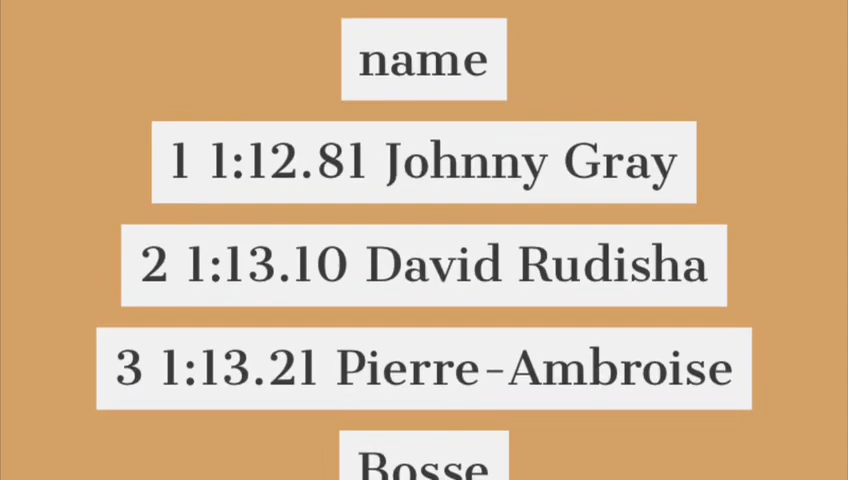 name
1 1:12.81 Johnny Gray
2 1:13.10 David Rudisha
3 1:13.21 Pierre-Ambroise
Bosse